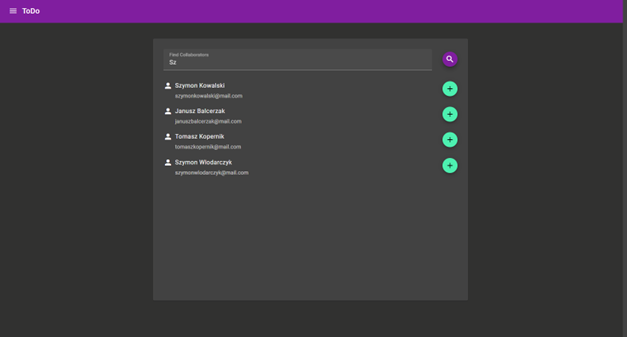 ToDo
Find Collaborators
Sz
Szymon Kowalski
szymonkowalski@mail.com
Janusz Balcerzak
januszbalcerzak@mail.com
Tomasz Kopernik
tomaszkopernik@mail.com
Szymon Wlodarczyk
szymonwlodarczyk@mail.com